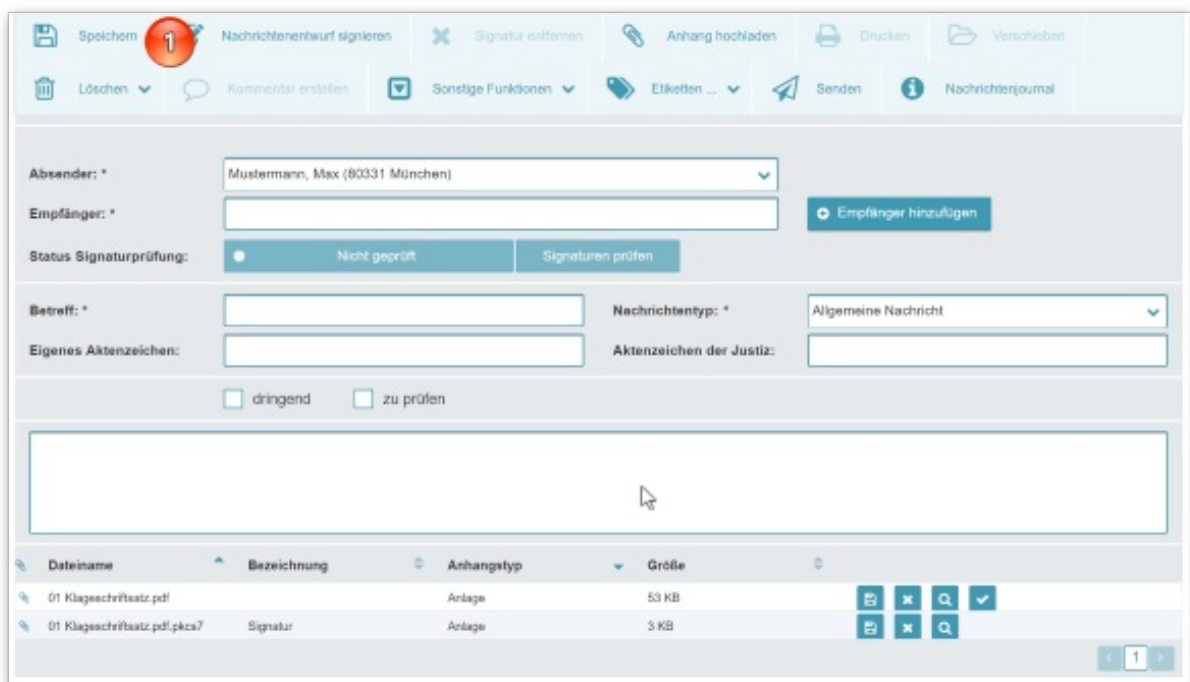 Speichern 1 Nachrichtenentwurf signieren Signatur entfernen Anhang hochladen Drucken Verschieben
Löschen Kommentar erstellen Sonstige Funktionen Etiketten ... Senden Nachrichtenjournal
Absender: * Mustermann, Max (80331 München)
Empfänger: * Empfänger hinzufügen
Status Signaturprüfung: Nicht geprüft Signaturen prüfen
Betreff: * Nachrichtentyp: * Allgemeine Nachricht
Eigenes Aktenzeichen: Aktenzeichen der Justiz:
dringend zu prüfen
Dateiname Bezeichnung Anhangstyp Größe
01 Klageschriftsatz.pdf Anlage 53 KB
01 Klageschriftsatz.pdf.pkcs7 Signatur Anlage 3 KB
1